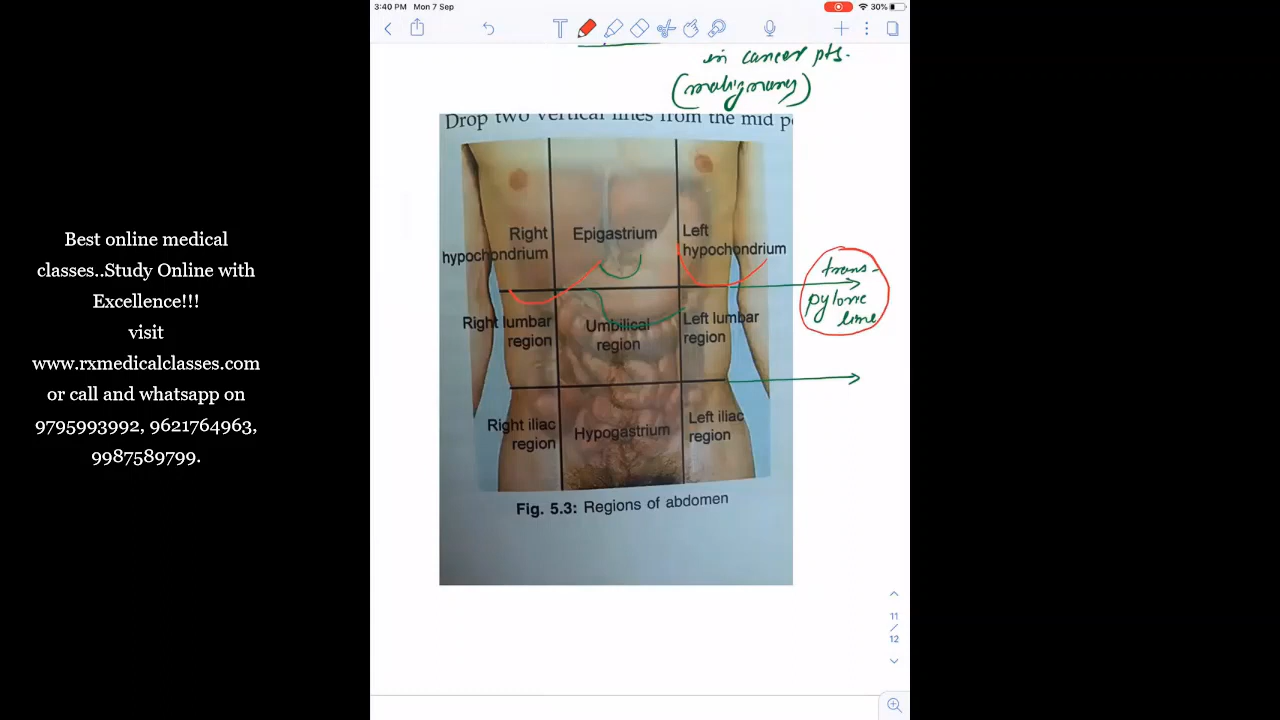 3:40 PM Mon 7 Sep
30%
in cancer pts.
(malignancy)
Drop two vertical lines from the mid p
Right
hypochondrium
Epigastrium
Left
hypochondrium
trans-
pyloric
line
Right lumbar
region
Umbilical
region
Left lumbar
region
Right iliac
region
Hypogastrium
Left iliac
region
Fig. 5.3: Regions of abdomen
Best online medical
classes..Study Online with
Excellence!!!
visit
www.rxmedicalclasses.com
or call and whatsapp on
9795993992, 9621764963,
9987589799.
T
11
/
12